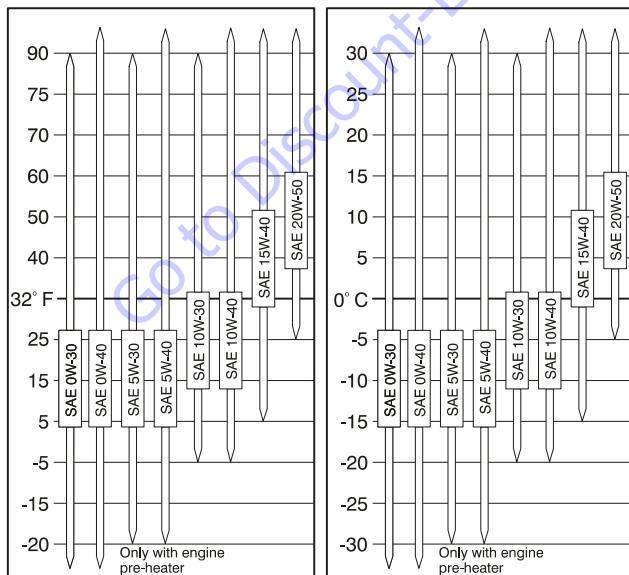 90
75
70
60
50
40
32° F
25
15
5
-5
-15
-20
SAE 0W-30
SAE 0W-40
SAE 5W-30
SAE 5W-40
SAE 10W-30
SAE 10W-40
SAE 15W-40
SAE 20W-50
Only with engine
pre-heater
30
25
20
15
10
5
0° C
-5
-10
-15
-20
-25
-30
SAE 0W-30
SAE 0W-40
SAE 5W-30
SAE 5W-40
SAE 10W-30
SAE 10W-40
SAE 15W-40
SAE 20W-50
Only with engine
pre-heater
Go to Discount-